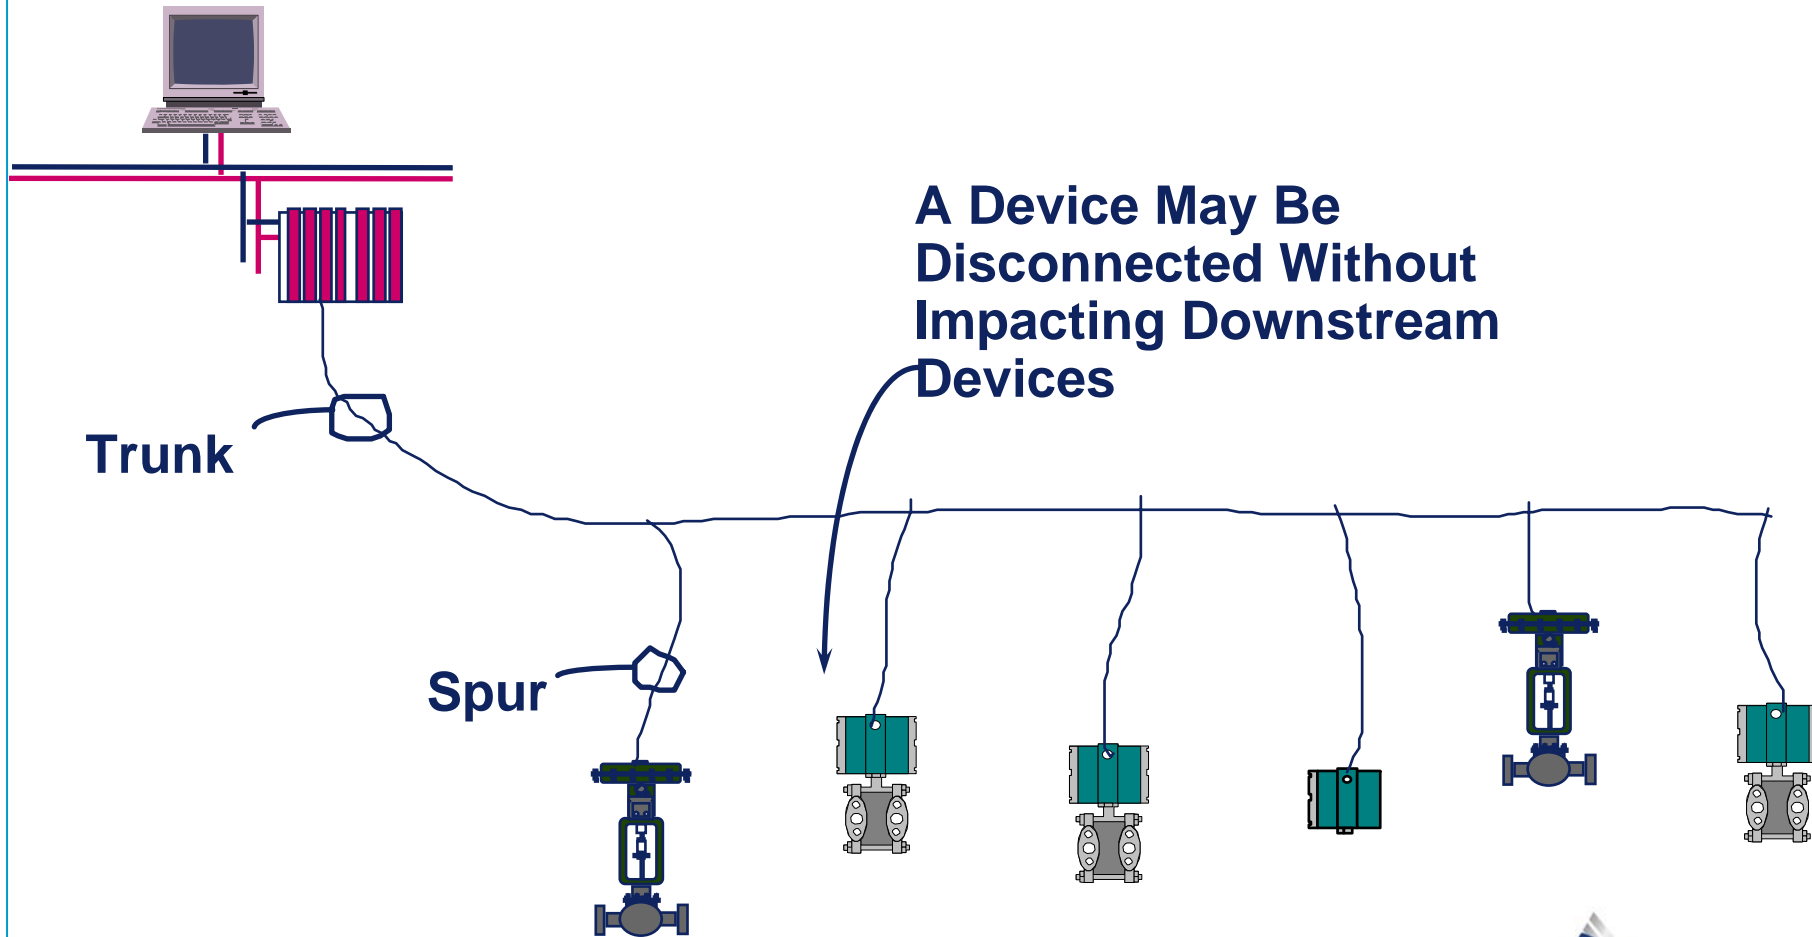 A Device May Be
Disconnected Without
Impacting Downstream
Devices
Trunk
Spur